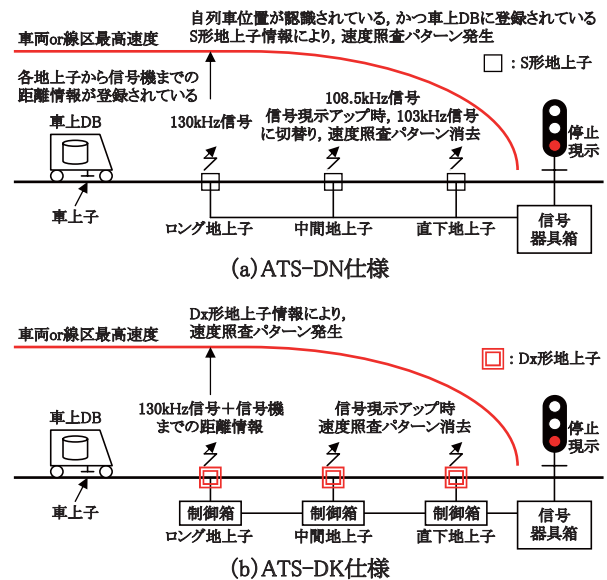 自列車位置が認識されている，かつ車上DBに登録されている
S形地上子情報により，速度照査パターン発生
車両or線区最高速度
：S形地上子
各地上子から信号機までの
距離情報が登録されている
108.5kHz信号
信号現示アップ時，103kHz信号
に切替り，速度照査パターン消去
130kHz信号
車上DB
停止
現示
車上子
ロング地上子
中間地上子
直下地上子
信号
器具箱
(a)ATS-DN仕様
Dx形地上子情報により，
速度照査パターン発生
車両or線区最高速度
：Dx形地上子
130kHz信号＋信号機
までの距離情報
信号現示アップ時
速度照査パターン消去
車上DB
停止
現示
車上子
制御箱
制御箱
制御箱
ロング地上子
中間地上子
直下地上子
信号
器具箱
(b)ATS-DK仕様